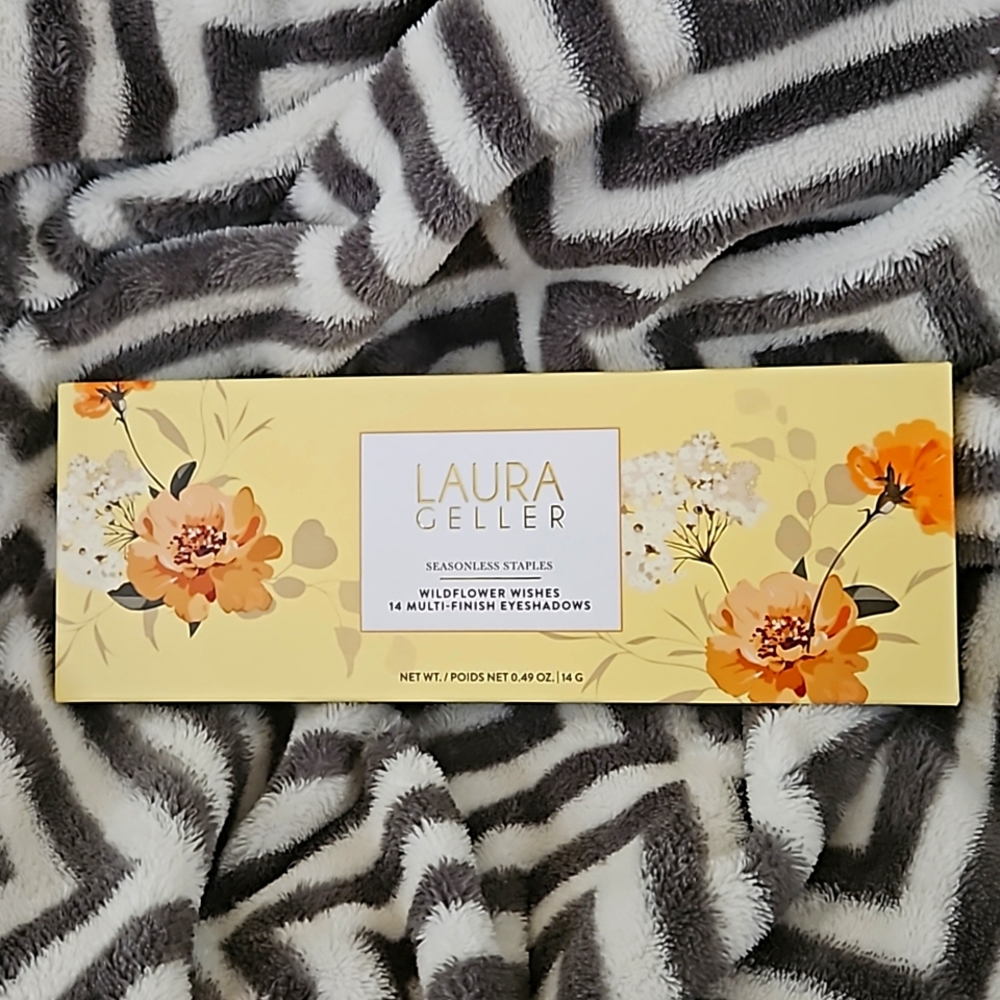 LAURA
GELLER
SEASONLESS STAPLES
WILDFLOWER WISHES
14 MULTI-FINISH EYESHADOWS
NET WT. / POIDS NET 0.49 OZ. | 14 G